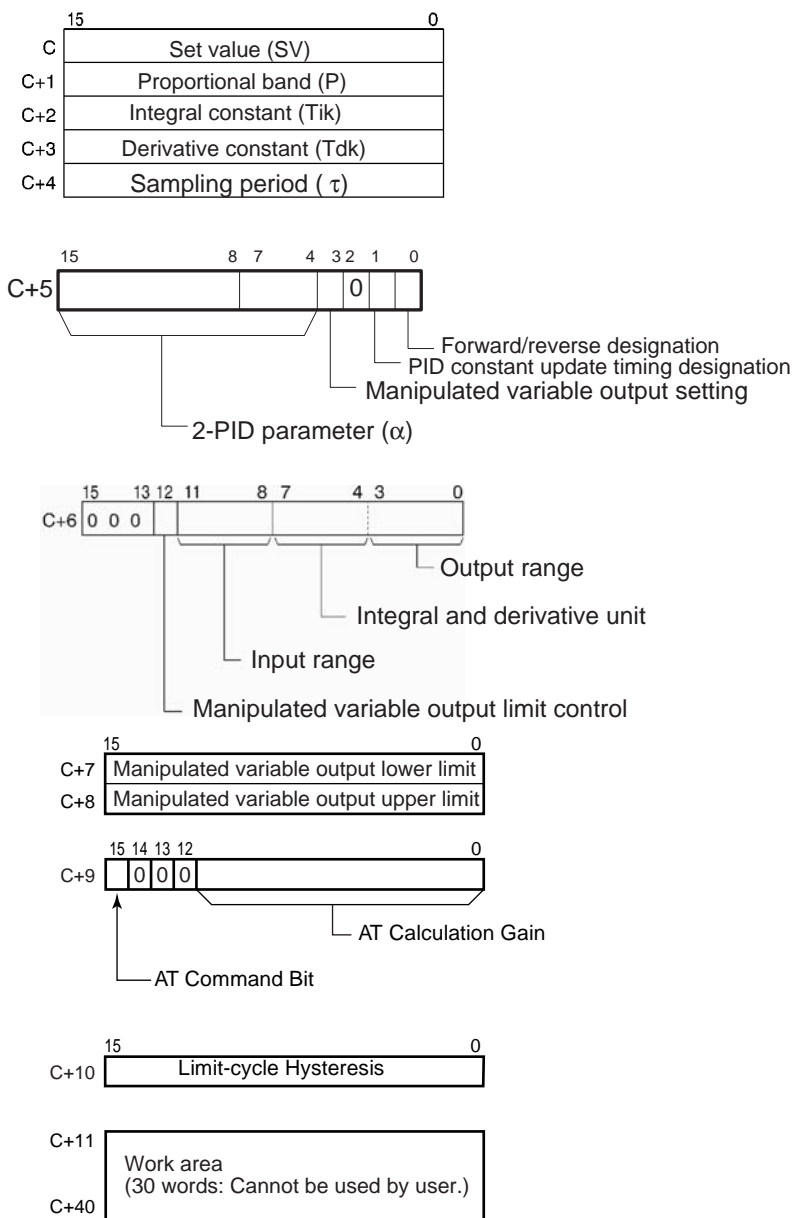 15 0
C Set value (SV)
C+1 Proportional band (P)
C+2 Integral constant (Tik)
C+3 Derivative constant (Tdk)
C+4 Sampling period ( τ)
15 8 7 4 3 2 1 0
C+5 0
Forward/reverse designation
PID constant update timing designation
Manipulated variable output setting
2-PID parameter (α)
15 13 12 11 8 7 4 3 0
C+6 0 0 0
Output range
Integral and derivative unit
Input range
Manipulated variable output limit control
15 0
C+7 Manipulated variable output lower limit
C+8 Manipulated variable output upper limit
15 14 13 12 0
C+9 0 0 0
AT Calculation Gain
AT Command Bit
15 0
C+10 Limit-cycle Hysteresis
C+11
Work area
(30 words: Cannot be used by user.)
C+40